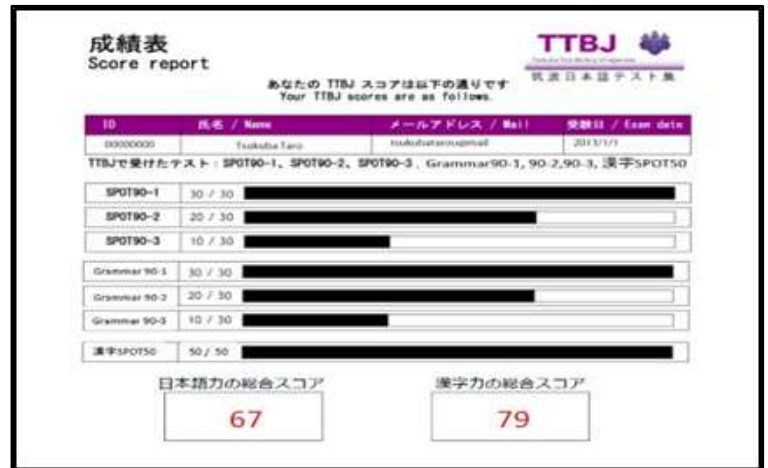 成績表
Score report
TTBJ
筑波日本語テスト集
あなたの TTBJ スコアは以下の通りです
Your TTBJ scores are as follows.
ID 氏名 / Name メールアドレス / Mail 受験日 / Exam date
00000000 Tsukuba Taro 2013/1/1
TTBJで受けたテスト：SPOT90-1、SPOT90-2、SPOT90-3、Grammar90-1, 90-2,90-3, 漢字SPOT50
SPOT90-1 30 / 30
SPOT90-2 20 / 30
SPOT90-3 10 / 30
Grammar 90-1 30 / 30
Grammar 90-2 20 / 30
Grammar 90-3 10 / 30
漢字SPOT50 50 / 50
日本語力の総合スコア 漢字力の総合スコア
67 79